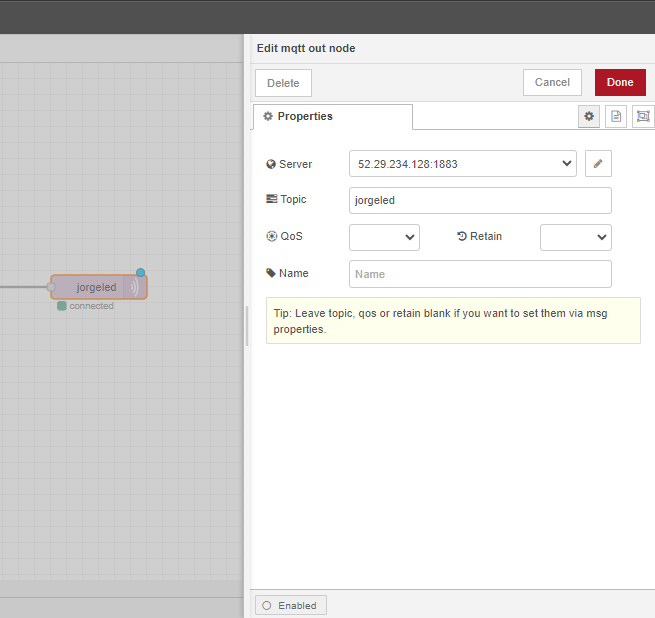 Edit mqtt out node
Delete
Cancel
Done
Properties
Server
52.29.234.128:1883
Topic
jorgeled
QoS
Retain
Name
Name
Tip: Leave topic, qos or retain blank if you want to set them via msg
properties.
jorgeled
connected
Enabled